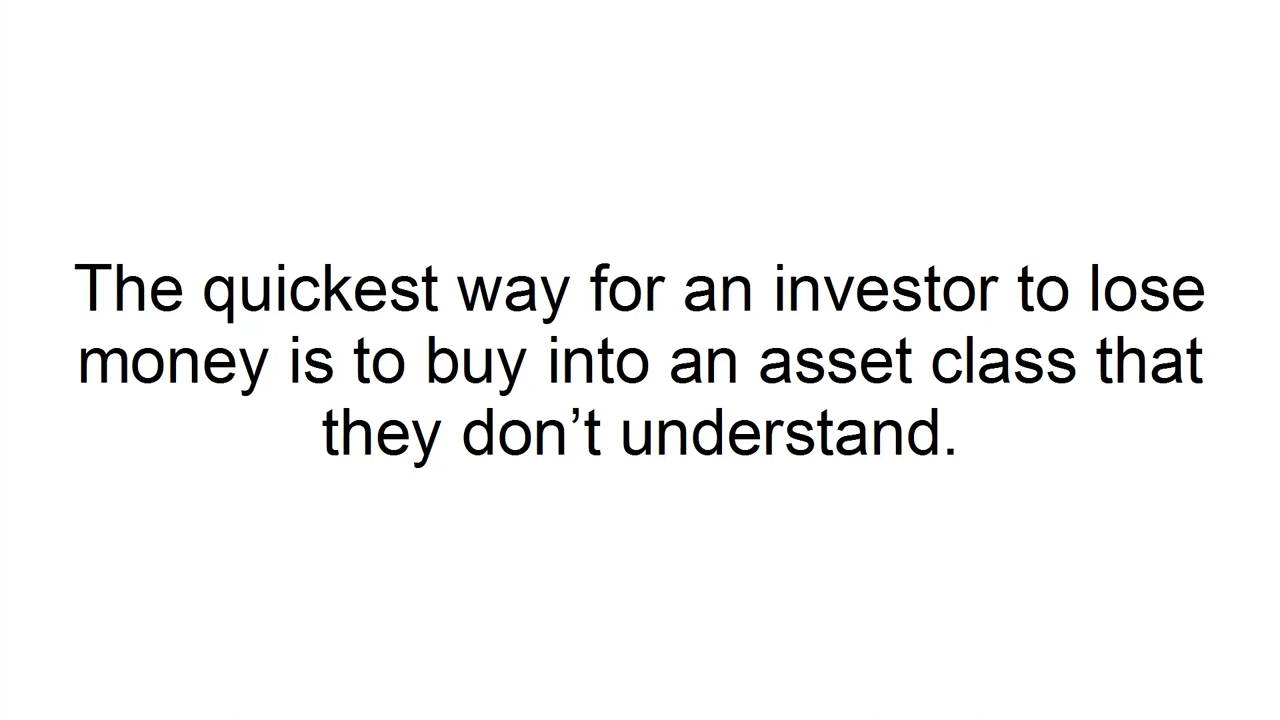 The quickest way for an investor to lose
money is to buy into an asset class that
they don’t understand.